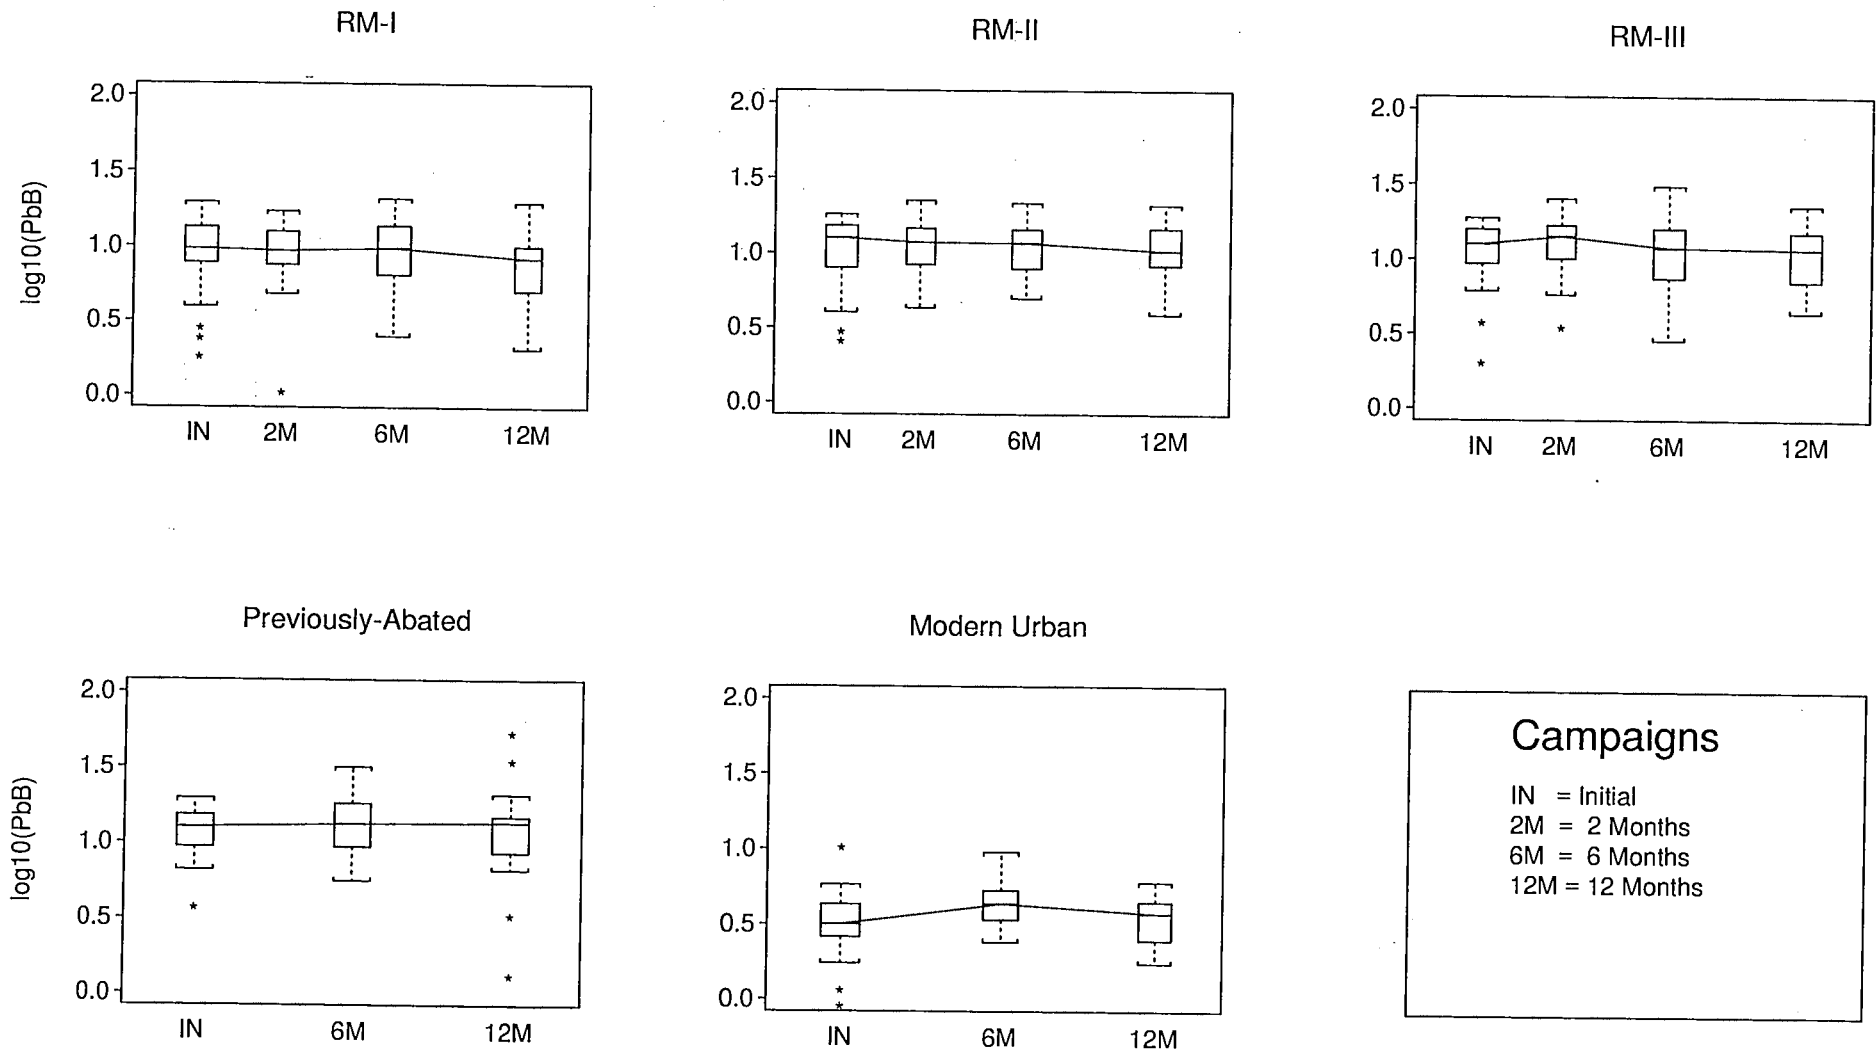 RM-I
2.0
1.5
1.0
0.5
0.0
log10(PbB)
IN 2M 6M 12M
RM-II
2.0
1.5
1.0
0.5
0.0
IN 2M 6M 12M
RM-III
2.0
1.5
1.0
0.5
0.0
IN 2M 6M 12M
Previously-Abated
2.0
1.5
1.0
0.5
0.0
log10(PbB)
IN 6M 12M
Modern Urban
2.0
1.5
1.0
0.5
0.0
IN 6M 12M
Campaigns
IN = Initial
2M = 2 Months
6M = 6 Months
12M = 12 Months